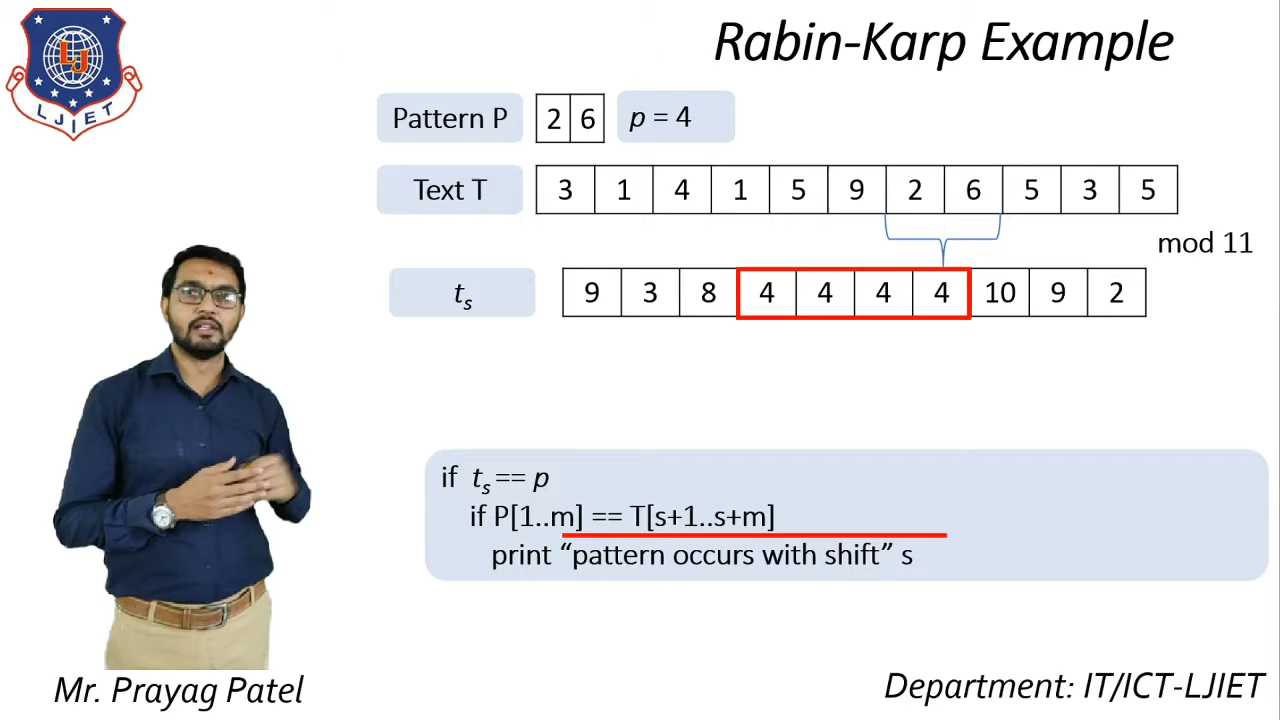 Rabin-Karp Example
LJ
LJIET
Pattern P 2 6 p = 4
Text T 3 1 4 1 5 9 2 6 5 3 5
mod 11
ts 9 3 8 4 4 4 4 10 9 2
if ts == p
if P[1..m] == T[s+1..s+m]
print “pattern occurs with shift” s
Mr. Prayag Patel
Department: IT/ICT-LJIET